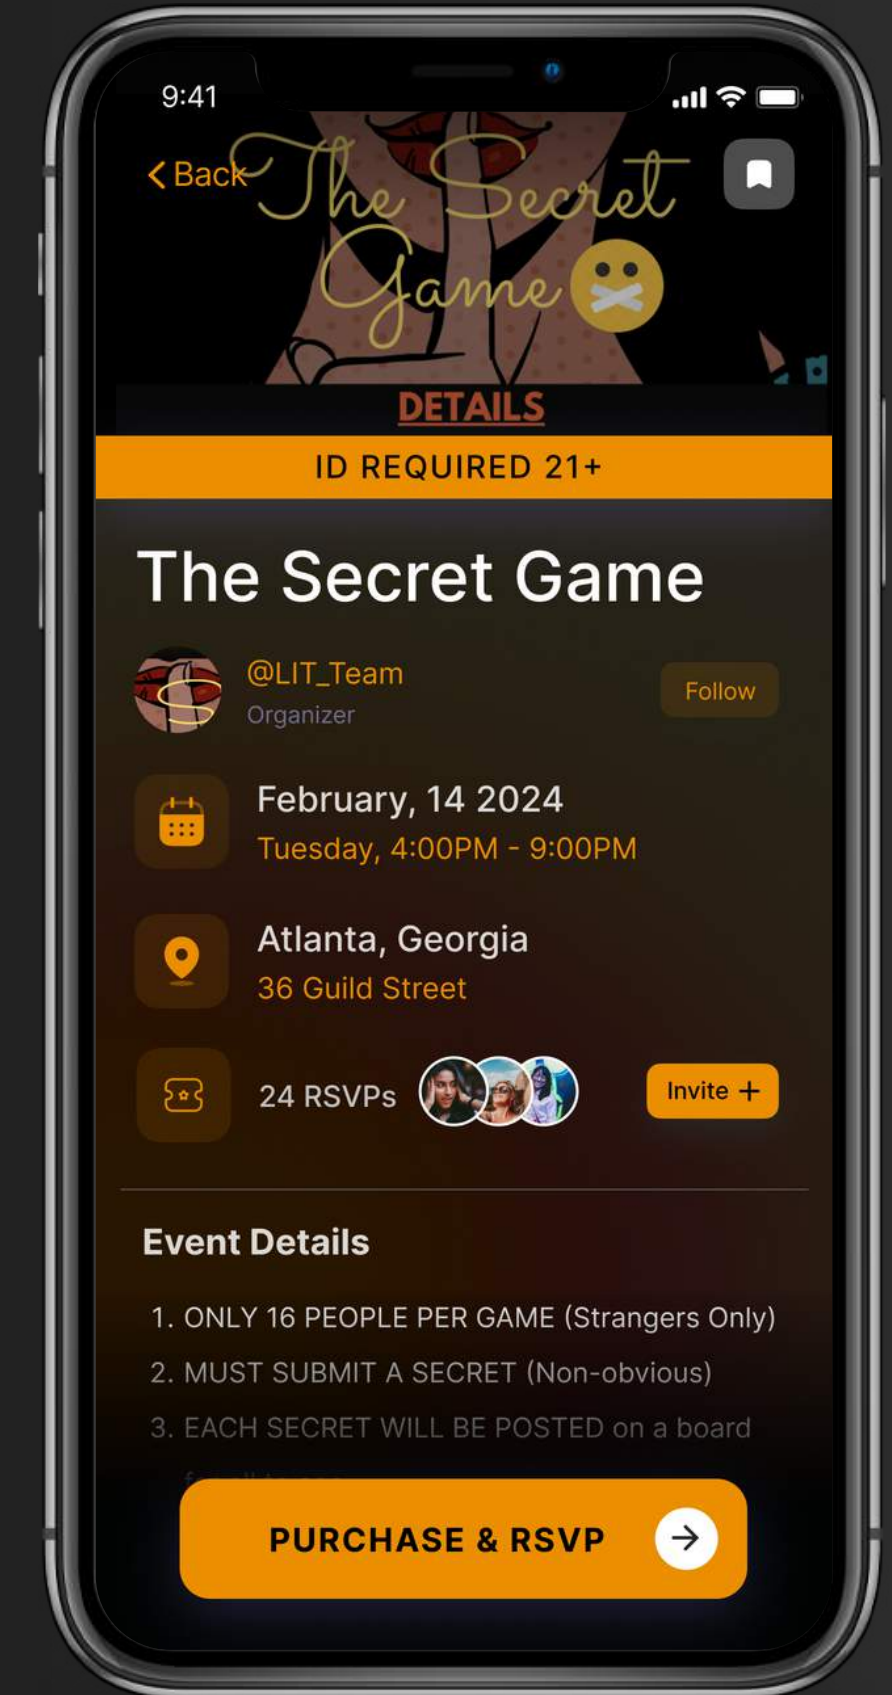 9:41
Back
The Secret
Game
DETAILS
ID REQUIRED 21+
The Secret Game
@LIT_Team
Organizer
Follow
February, 14 2024
Tuesday, 4:00PM - 9:00PM
Atlanta, Georgia
36 Guild Street
24 RSVPs
Invite +
Event Details
1. ONLY 16 PEOPLE PER GAME (Strangers Only)
2. MUST SUBMIT A SECRET (Non-obvious)
3. EACH SECRET WILL BE POSTED on a board
PURCHASE & RSVP